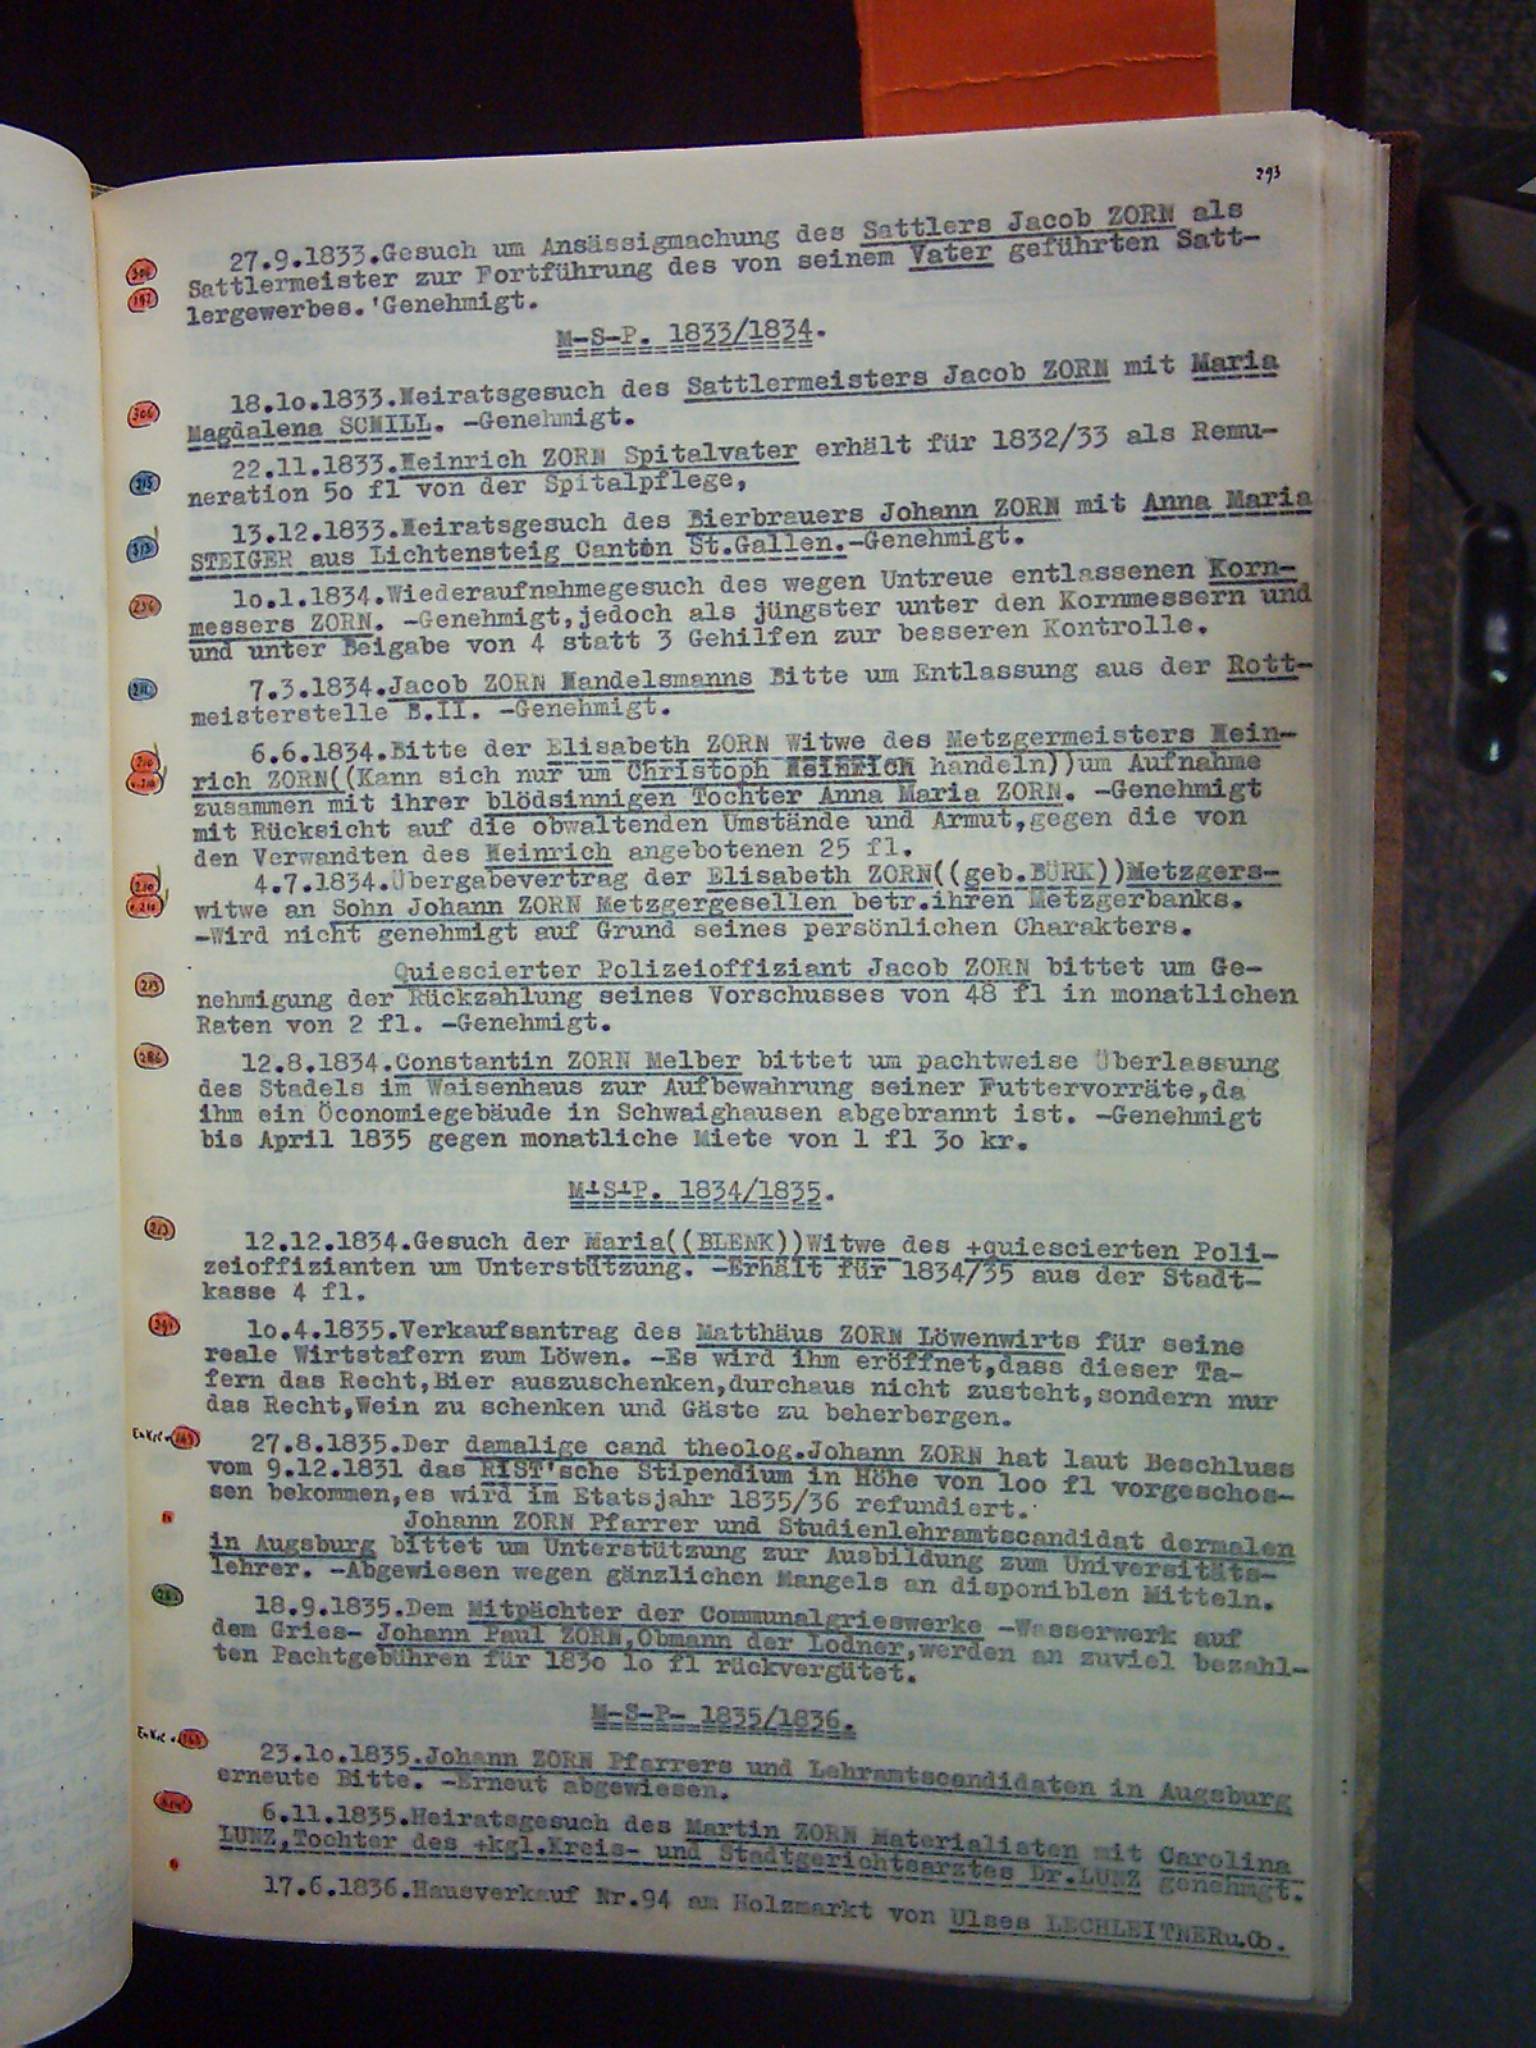 293
27.9.1833.Gesuch um Ansässigmachung des Sattlers Jacob ZORN als
Sattlermeister zur Fortführung des von seinem Vater geführten Satt-
lergewerbes.'Genehmigt.
M-S-P. 1833/1834.
18.10.1833.Heiratsgesuch des Sattlermeisters Jacob ZORN mit Maria
306
Magdalena SCHILL. -Genehmigt.
22.11.1833.Heinrich ZORN Spitalvater erhält für 1832/33 als Remu-
215
neration 50 fl von der Spitalpflege,
13.12.1833.Heiratsgesuch des Bierbrauers Johann ZORN mit Anna Maria
313
STEIGER aus Lichtensteig Canton St.Gallen.-Genehmigt.
10.1.1834.Wiederaufnahmegesuch des wegen Untreue entlassenen Korn-
236
messers ZORN. -Genehmigt,jedoch als jüngster unter den Kornmessern und
und unter Beigabe von 4 statt 3 Gehilfen zur besseren Kontrolle.
7.3.1834.Jacob ZORN Handelsmanns Bitte um Entlassung aus der Rott-
meisterstelle B.II. -Genehmigt.
6.6.1834.Bitte der Elisabeth ZORN Witwe des Metzgermeisters Hein-
210
v.210
rich ZORN((Kann sich nur um Christoph HEINRICH handeln))um Aufnahme
zusammen mit ihrer blödsinnigen Tochter Anna Maria ZORN. -Genehmigt
mit Rücksicht auf die obwaltenden Umstände und Armut,gegen die von
den Verwandten des Heinrich angebotenen 25 fl.
4.7.1834.Übergabevertrag der Elisabeth ZORN((geb.BÜRK))Metzgers-
210
v.210
witwe an Sohn Johann ZORN Metzgergesellen betr.ihren Metzgerbanks.
-Wird nicht genehmigt auf Grund seines persönlichen Charakters.
Quiescierter Polizeioffiziant Jacob ZORN bittet um Ge-
213
nehmigung der Rückzahlung seines Vorschusses von 48 fl in monatlichen
Raten von 2 fl. -Genehmigt.
286
12.8.1834.Constantin ZORN Melber bittet um pachtweise Überlassung
des Stadels im Waisenhaus zur Aufbewahrung seiner Futtervorräte,da
ihm ein Öconomiegebäude in Schwaighausen abgebrannt ist. -Genehmigt
bis April 1835 gegen monatliche Miete von 1 fl 30 kr.
M-S-P. 1834/1835.
213
12.12.1834.Gesuch der Maria((BLENK))Witwe des +quiescierten Poli-
zeioffizianten um Unterstützung. -Erhält für 1834/35 aus der Stadt-
kasse 4 fl.
291
10.4.1835.Verkaufsantrag des Matthäus ZORN Löwenwirts für seine
reale Wirtstafern zum Löwen. -Es wird ihm eröffnet,dass dieser Ta-
fern das Recht,Bier auszuschenken,durchaus nicht zusteht,sondern nur
das Recht,Wein zu schenken und Gäste zu beherbergen.
27.8.1835.Der damalige cand theolog.Johann ZORN hat laut Beschluss
vom 9.12.1831 das RIST'sche Stipendium in Höhe von 100 fl vorgeschos-
sen bekommen,es wird im Etatsjahr 1835/36 refundiert.
Johann ZORN Pfarrer und Studienlehramtscandidat dermalen
in Augsburg bittet um Unterstützung zur Ausbildung zum Universitäts-
lehrer. -Abgewiesen wegen gänzlichen Mangels an disponiblen Mitteln.
18.9.1835.Dem Mitpächter der Communalgrieswerke -Wasserwerk auf
dem Gries- Johann Paul ZORN,Obmann der Lodner,werden an zuviel bezahl-
ten Pachtgebühren für 1830 10 fl rückvergütet.
M-S-P- 1835/1836.
23.10.1835.Johann ZORN Pfarrers und Lehramtscandidaten in Augsburg
erneute Bitte. -Erneut abgewiesen.
6.11.1835.Heiratsgesuch des Martin ZORN Materialisten mit Carolina
LUNZ,Tochter des +kgl.Kreis- und Stadtgerichtsarztes Dr.LUNZ genehmigt.
17.6.1836.Hausverkauf Nr.94 am Holzmarkt von Ulses LECHLEITNERu.Co.